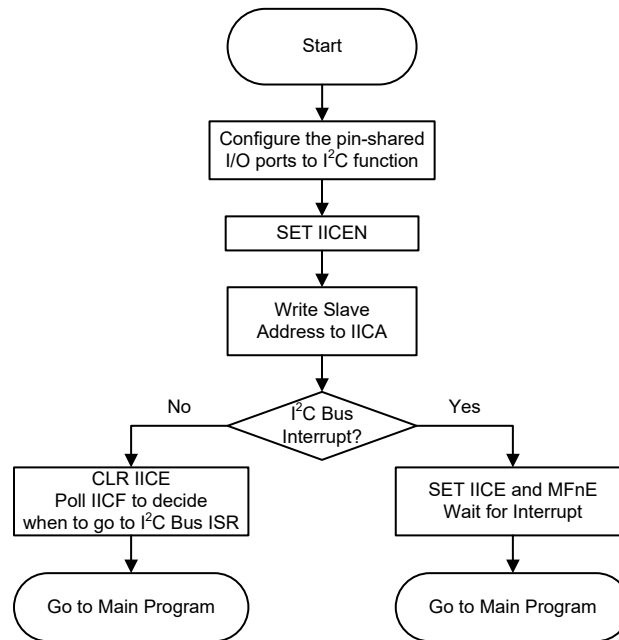 Start
Configure the pin-shared
I/O ports to I²C function
SET IICEN
Write Slave
Address to IICA
I²C Bus
Interrupt?
No
Yes
CLR IICE
Poll IICF to decide
when to go to I²C Bus ISR
SET IICE and MFnE
Wait for Interrupt
Go to Main Program
Go to Main Program